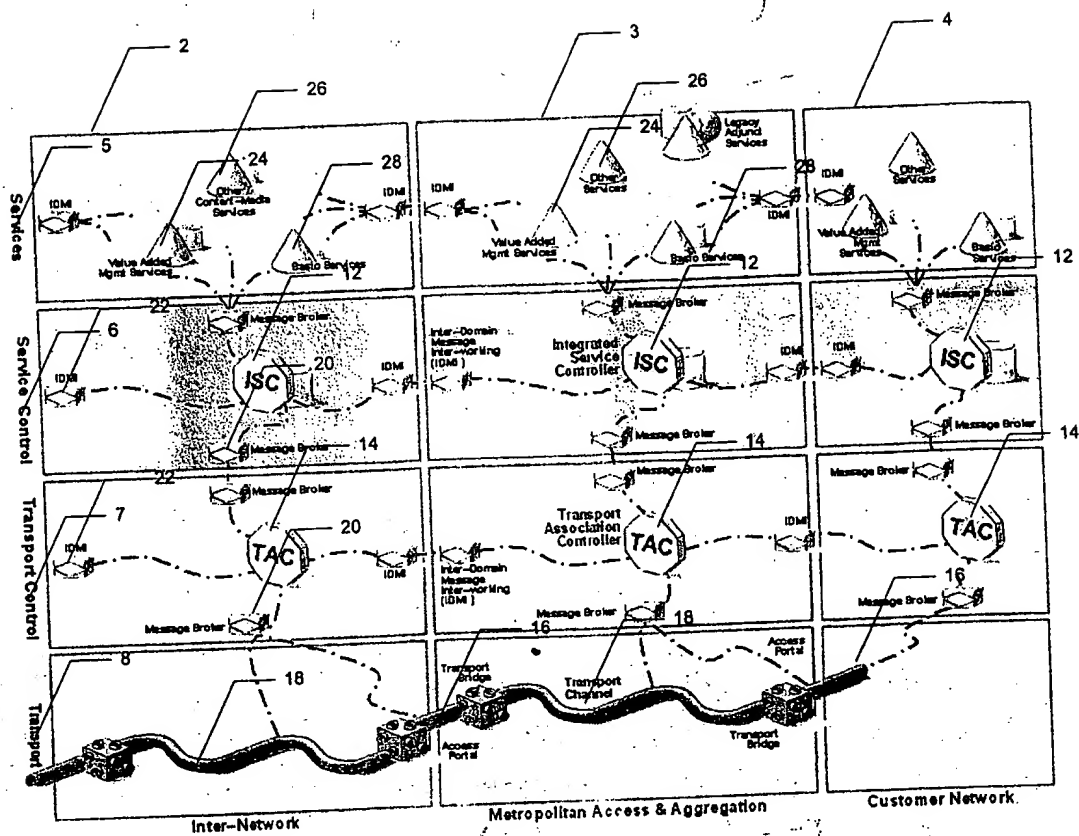 2
3
4
26
26
5
24
28
24
Legacy
Adjunct
Services
28
Services
IDMI
Other
Content-Media
Services
IDMI
IDMI
Other
Services
IDMI
IDMI
Other
Services
Value Added
Mgmt Services
Basic Services
Value Added
Mgmt Services
Basic Services
Value Added
Mgmt
Services
Basic
Services
12
12
12
22
6
Message Broker
Message Broker
Message Broker
Service Control
IDMI
ISC
20
IDMI
Inter-Domain
Message
Inter-working
(IDMI)
Integrated
Service
Controller
ISC
IDMI
IDMI
ISC
Message Broker
Message Broker
Message Broker
14
14
14
22
7
Message Broker
Message Broker
Message Broker
Transport Control
IDMI
TAC
20
IDMI
Inter-Domain
Message
Inter-working
(IDMI)
Transport
Association
Controller
TAC
IDMI
TAC
Message Broker
Message Broker
Message Broker
16
16
18
8
Transport
18
Transport
Bridge
Access
Portal
Transport
Channel
Access
Portal
Transport
Bridge
Inter-Network
Metropolitan Access & Aggregation
Customer Network